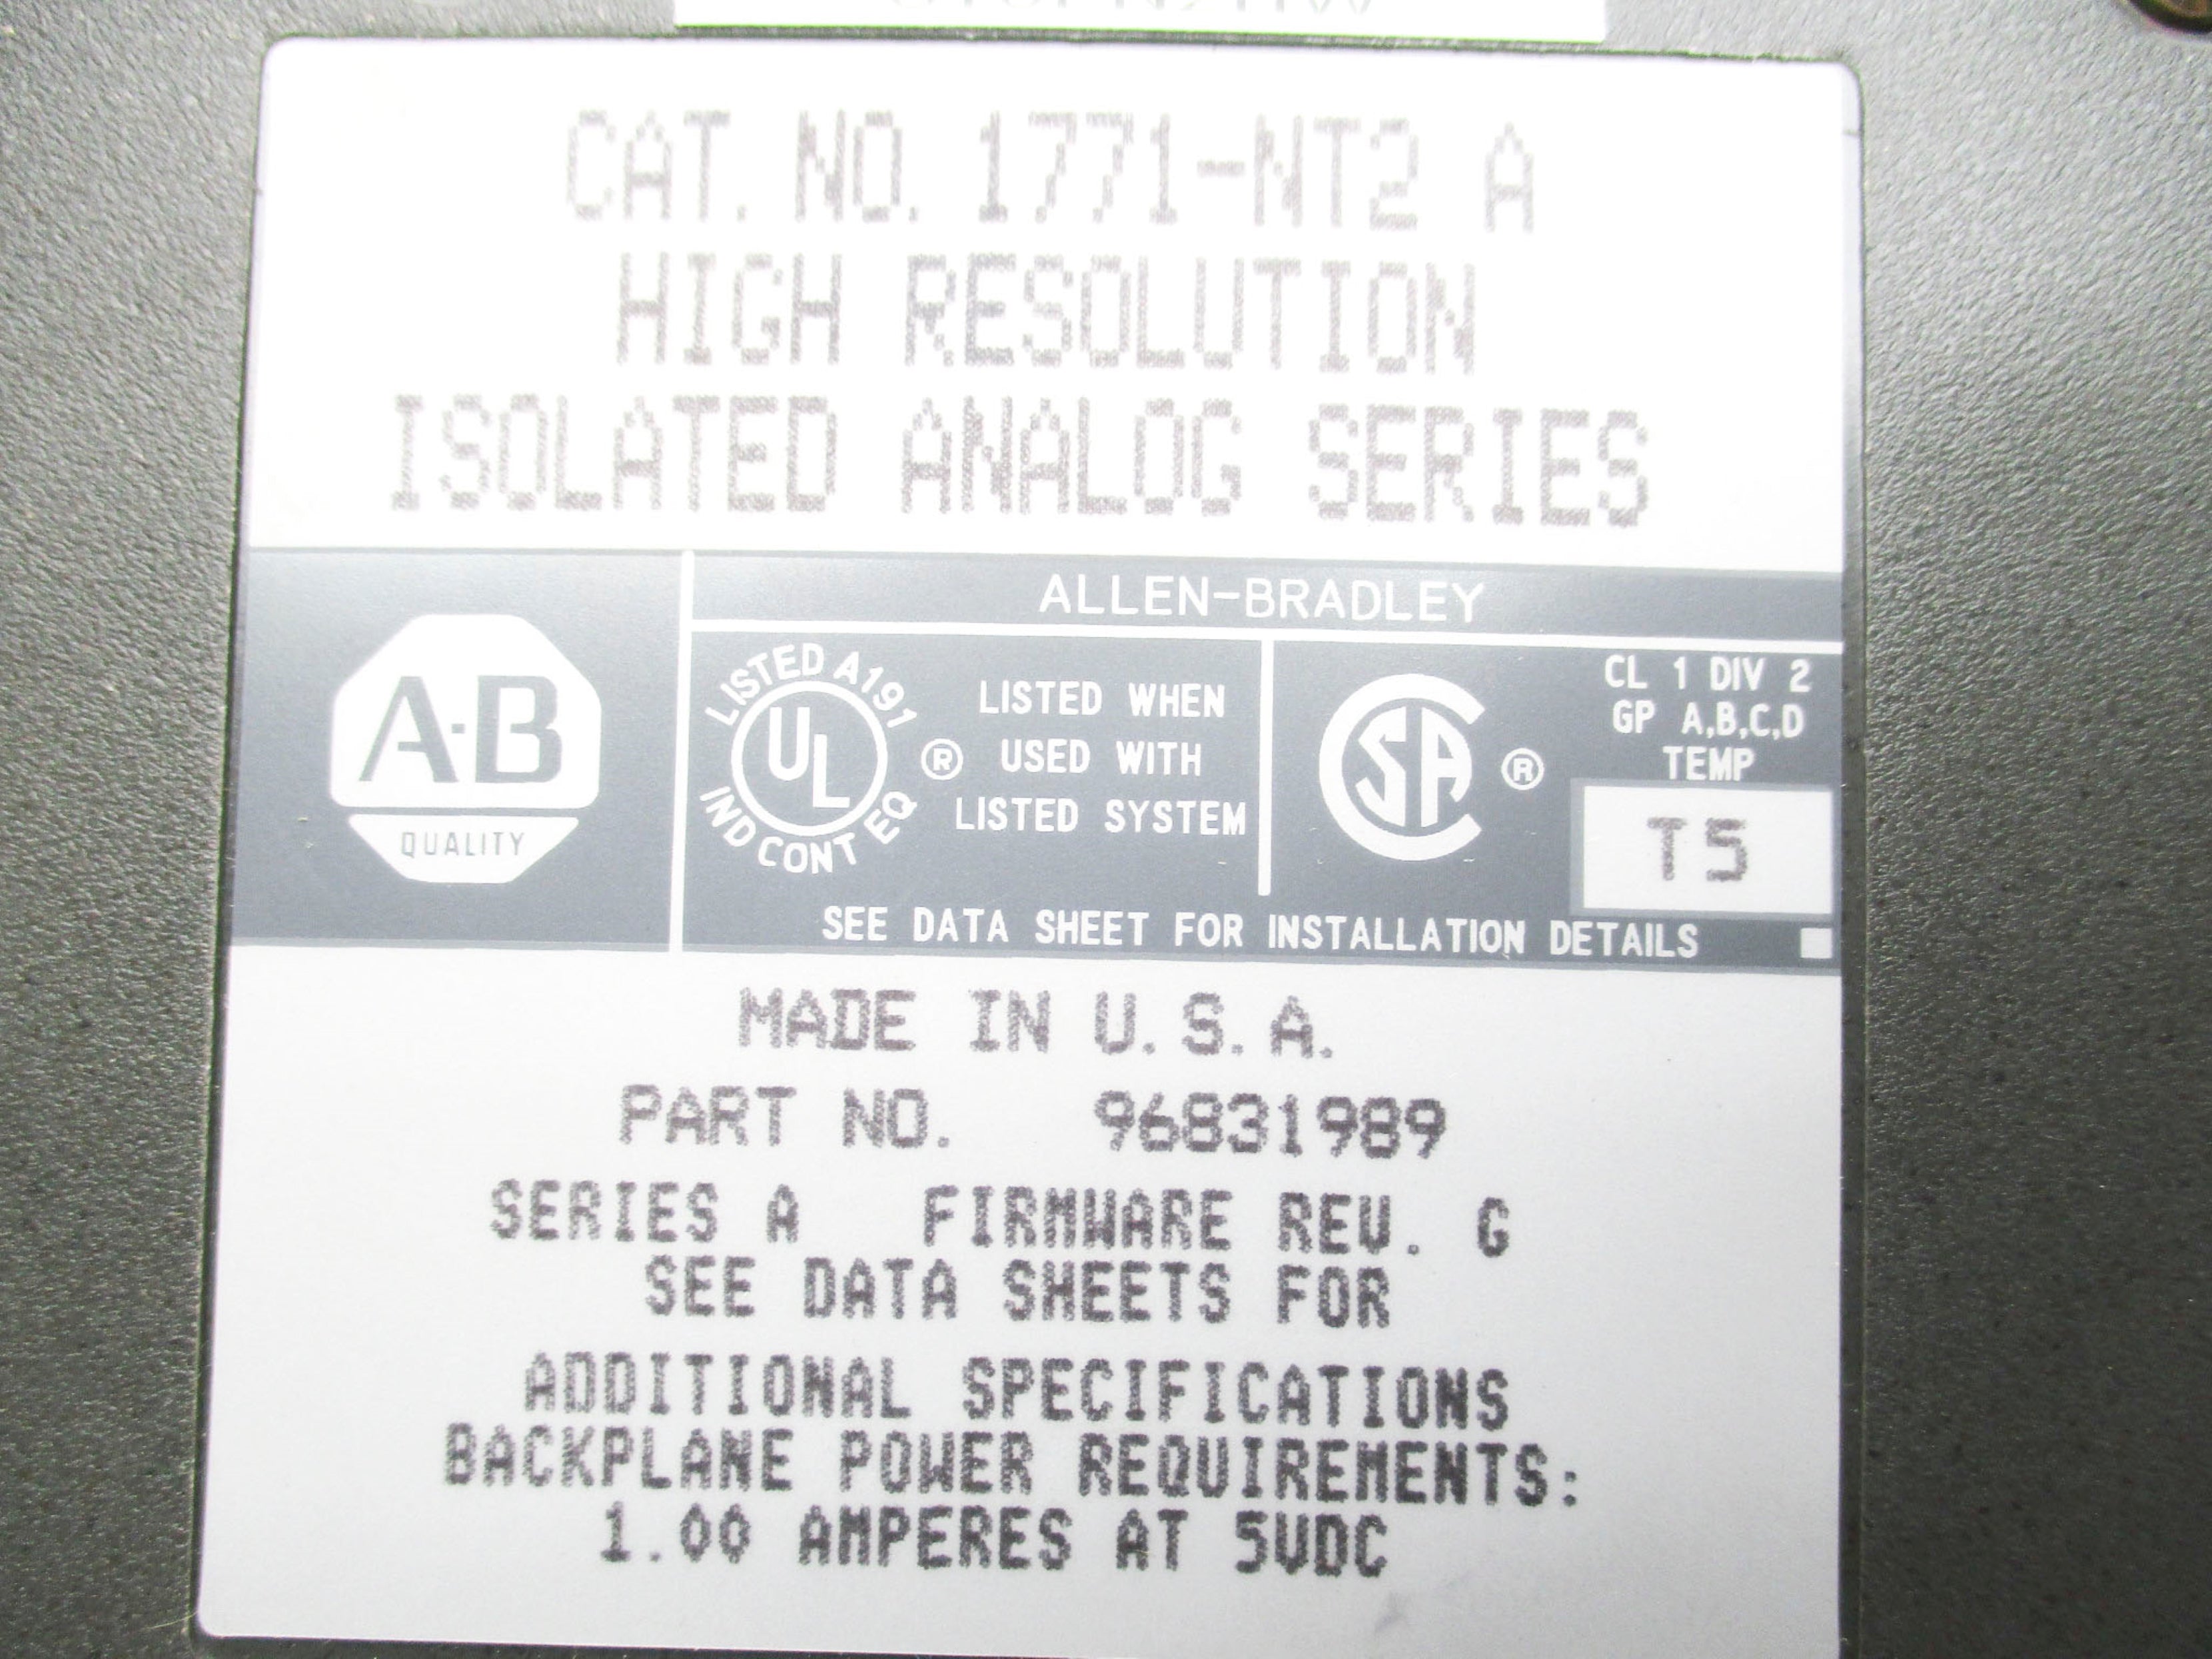 CAT. NO. 1771-NT2 A
HIGH RESOLUTION
ISOLATED ANALOG SERIES
ALLEN-BRADLEY
A-B
QUALITY
LISTED A191
UL
IND CONT EQ
®
LISTED WHEN
USED WITH
LISTED SYSTEM
SA
®
CL 1 DIV 2
GP A,B,C,D
TEMP
T5
SEE DATA SHEET FOR INSTALLATION DETAILS
MADE IN U.S.A.
PART NO. 96831989
SERIES A FIRMWARE REV. G
SEE DATA SHEETS FOR
ADDITIONAL SPECIFICATIONS
BACKPLANE POWER REQUIREMENTS:
1.00 AMPERES AT 5VDC